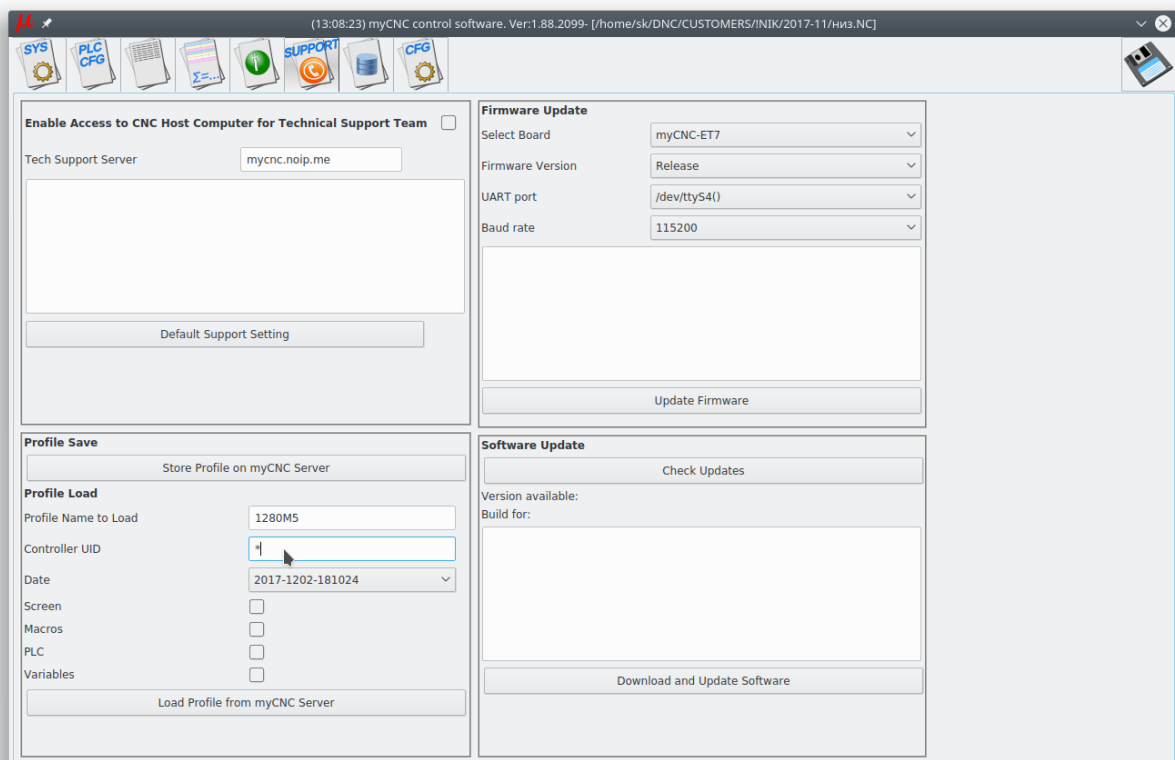 μ (13:08:23) myCNC control software. Ver:1.88.2099- [/home/sk/DNC/CUSTOMERS/!NIK/2017-11/низ.NC]
SYS
PLC
CFG
Σ=...
SUPPORT
CFG
Enable Access to CNC Host Computer for Technical Support Team
Tech Support Server mycnc.noip.me
Default Support Setting
Profile Save
Store Profile on myCNC Server
Profile Load
Profile Name to Load 1280M5
Controller UID *
Date 2017-1202-181024
Screen
Macros
PLC
Variables
Load Profile from myCNC Server
Firmware Update
Select Board myCNC-ET7
Firmware Version Release
UART port /dev/ttyS4()
Baud rate 115200
Update Firmware
Software Update
Check Updates
Version available:
Build for:
Download and Update Software